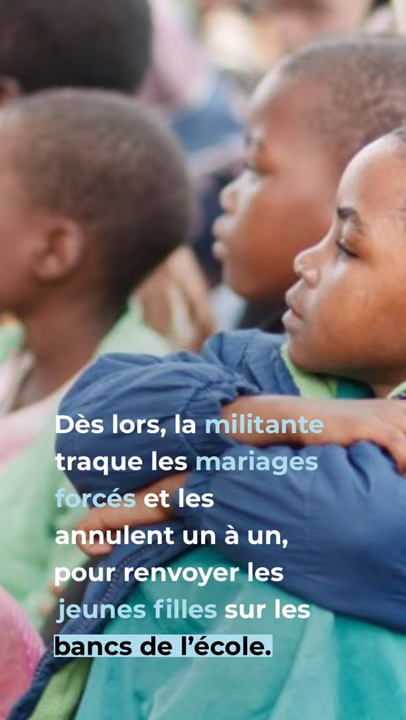 Dès lors, la militante
traque les mariages
forcés et les
annulent un à un,
pour renvoyer les
jeunes filles sur les
bancs de l'école.